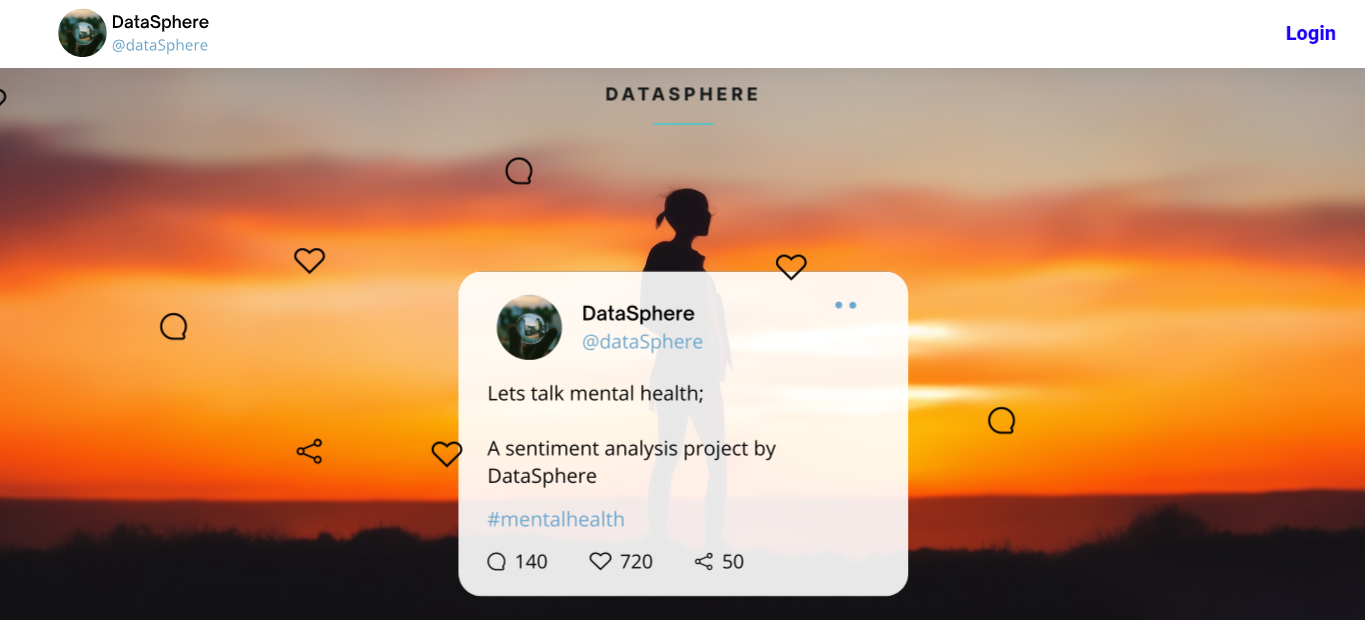 DataSphere
@dataSphere
Login
DATASPHERE
DataSphere
@dataSphere
Lets talk mental health;
A sentiment analysis project by
DataSphere
#mentalhealth
140 720 50